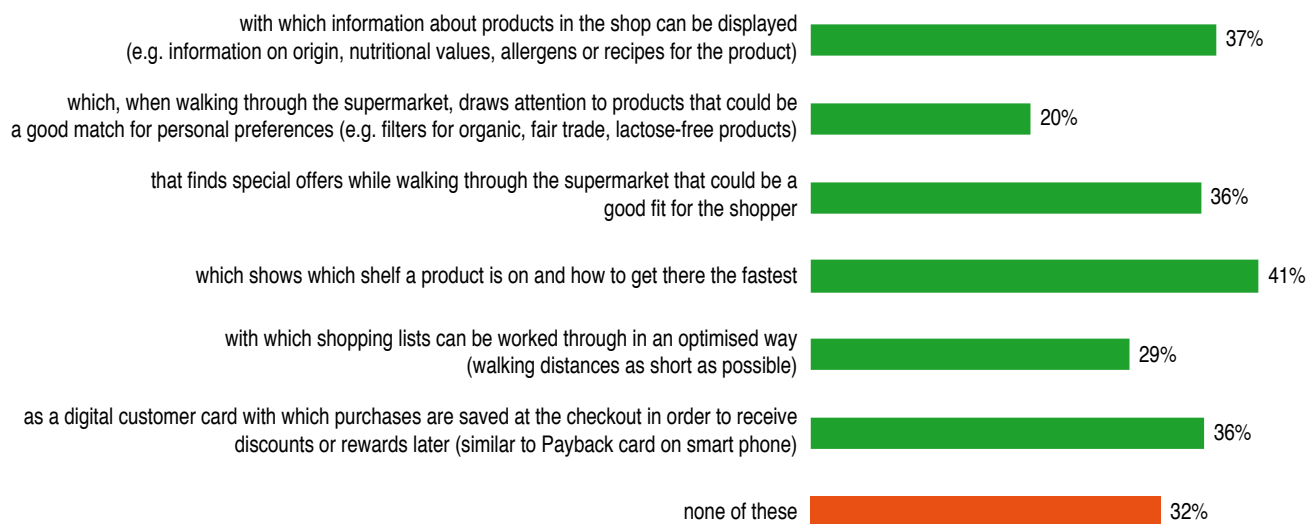 with which information about products in the shop can be displayed
(e.g. information on origin, nutritional values, allergens or recipes for the product)
37%
which, when walking through the supermarket, draws attention to products that could be
a good match for personal preferences (e.g. filters for organic, fair trade, lactose-free products)
20%
that finds special offers while walking through the supermarket that could be a
good fit for the shopper
36%
which shows which shelf a product is on and how to get there the fastest
41%
with which shopping lists can be worked through in an optimised way
(walking distances as short as possible)
29%
as a digital customer card with which purchases are saved at the checkout in order to receive
discounts or rewards later (similar to Payback card on smart phone)
36%
none of these
32%